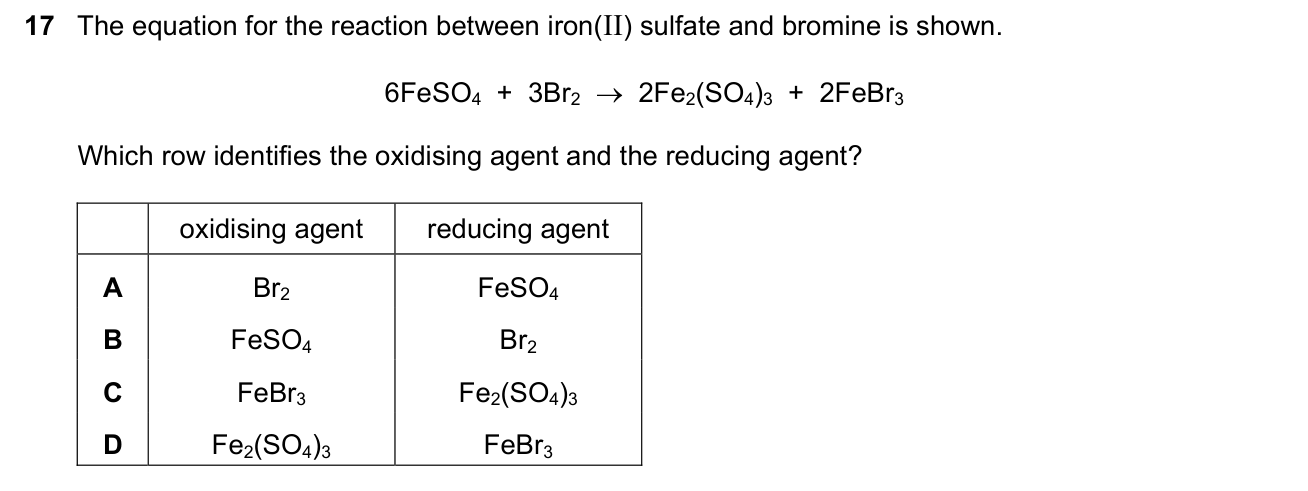 17 The equation for the reaction between iron(II) sulfate and bromine is shown.
6FeSO₄ + 3Br₂ → 2Fe₂(SO₄)₃ + 2FeBr₃
Which row identifies the oxidising agent and the reducing agent?
oxidising agent reducing agent
A Br₂ FeSO₄
B FeSO₄ Br₂
C FeBr₃ Fe₂(SO₄)₃
D Fe₂(SO₄)₃ FeBr₃